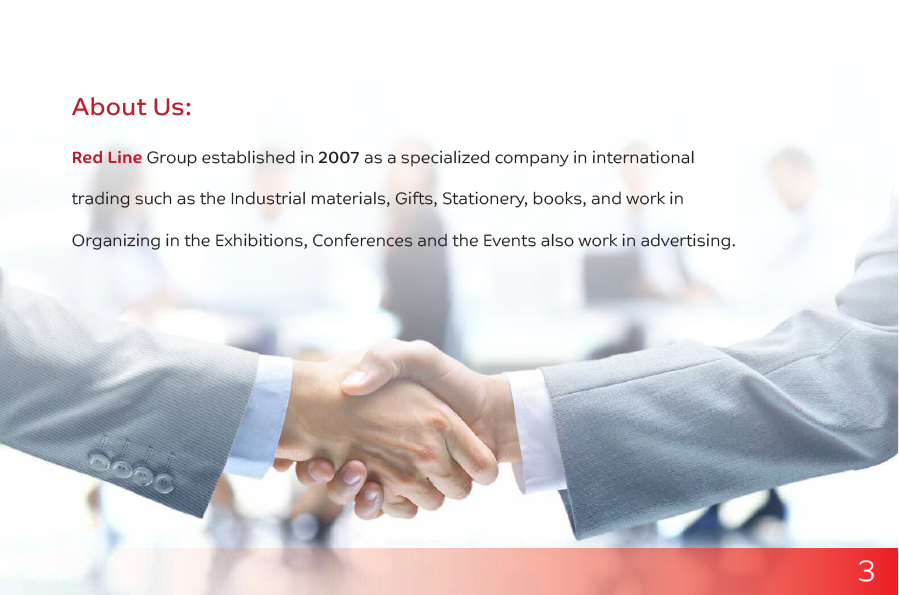 About Us:
Red Line Group established in 2007 as a specialized company in international
trading such as the Industrial materials, Gifts, Stationery, books, and work in
Organizing in the Exhibitions, Conferences and the Events also work in advertising.
3